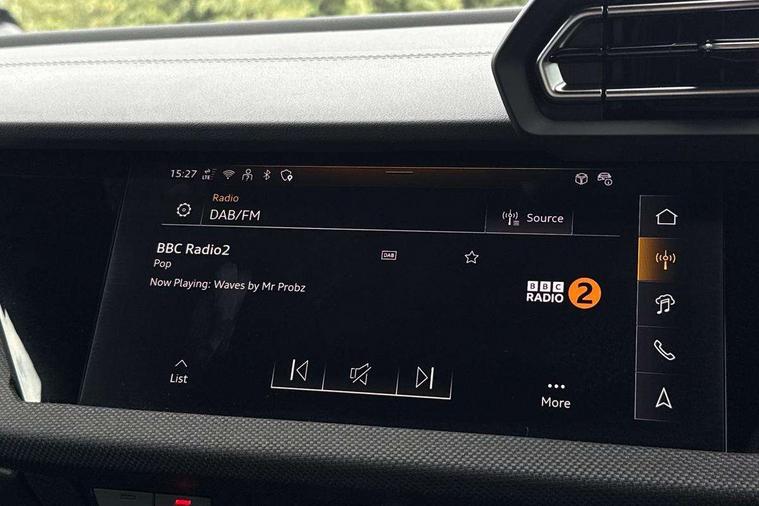 15:27 LTE
Radio
DAB/FM
Source
BBC Radio2
DAB
Pop
Now Playing: Waves by Mr Probz
BBC
RADIO 2
List
More